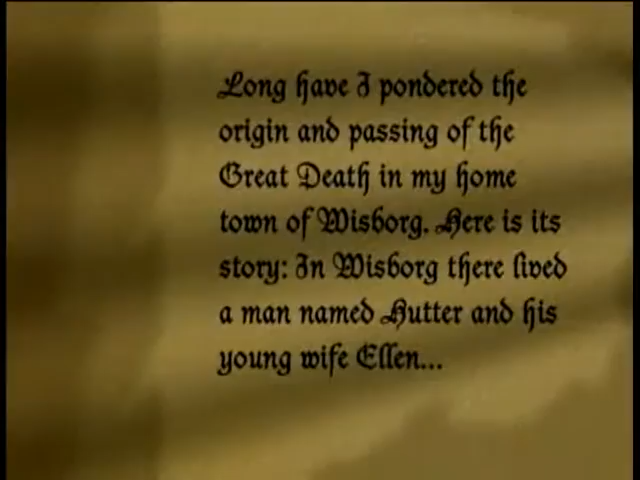 Long have I pondered the
origin and passing of the
Great Death in my home
town of Wisborg. Here is its
story: In Wisborg there lived
a man named Hutter and his
young wife Ellen...